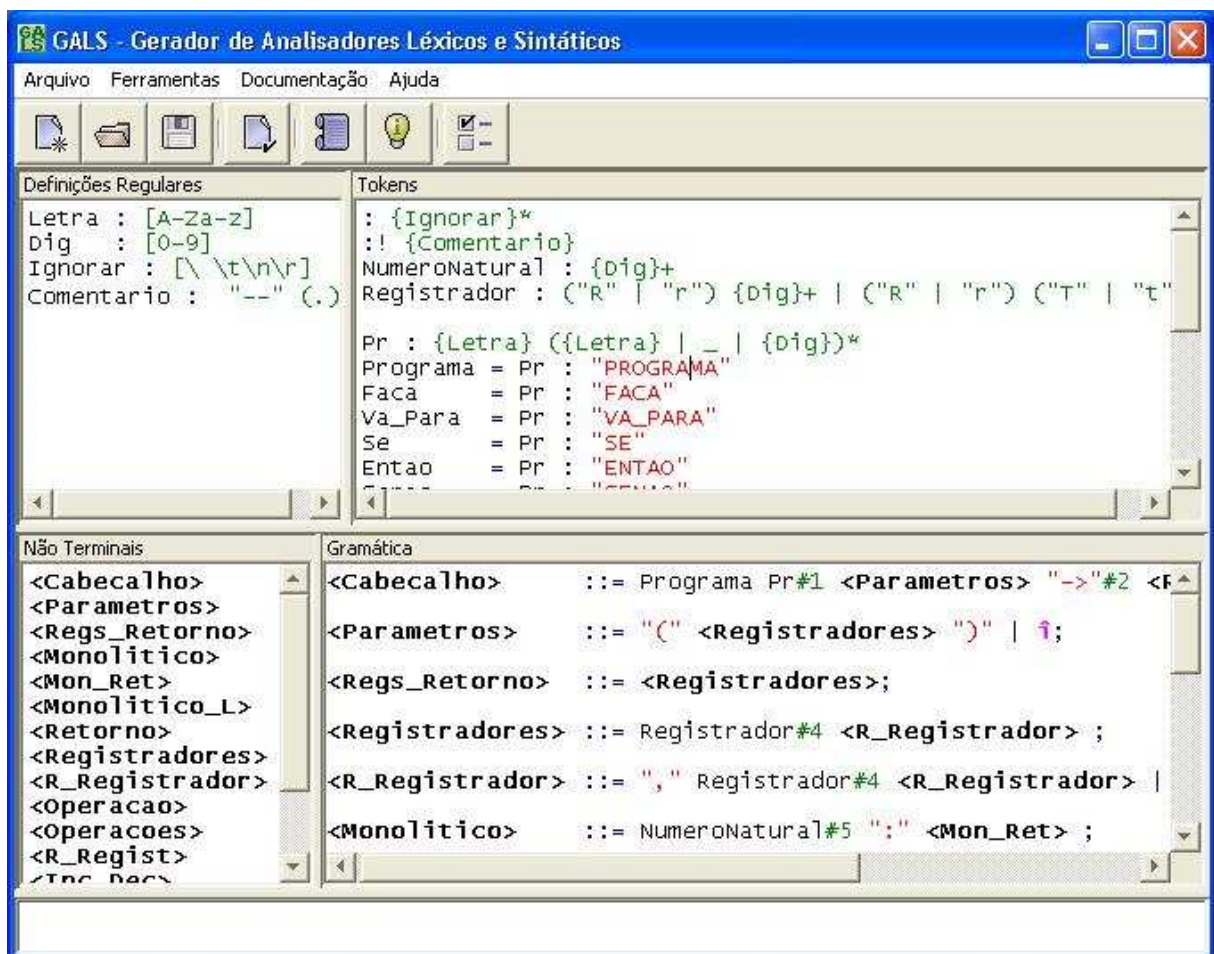 GALS - Gerador de Analisadores Léxicos e Sintáticos
Arquivo Ferramentas Documentação Ajuda
Definições Regulares
Letra : [A-Za-z]
Dig : [0-9]
Ignorar : [\ \t\n\r]
Comentario : "--" (.)
Tokens
: {Ignorar}*
:! {Comentario}
NumeroNatural : {Dig}+
Registrador : ("R" | "r") {Dig}+ | ("R" | "r") ("T" | "t"
Pr : {Letra} ({Letra} | _ | {Dig})*
Programa = Pr : "PROGRAMA"
Faca = Pr : "FACA"
Va_Para = Pr : "VA_PARA"
Se = Pr : "SE"
Entao = Pr : "ENTAO"
Não Terminais
<Cabecalho>
<Parametros>
<Regs_Retorno>
<Monolitico>
<Mon_Ret>
<Monolitico_L>
<Retorno>
<Registradores>
<R_Registrador>
<Operacao>
<Operacoes>
<R_Regist>
<Inc_Dec>
Gramática
<Cabecalho> ::= Programa Pr#1 <Parametros> "->"#2 <R
<Parametros> ::= "(" <Registradores> ")" | î;
<Regs_Retorno> ::= <Registradores>;
<Registradores> ::= Registrador#4 <R_Registrador> ;
<R_Registrador> ::= "," Registrador#4 <R_Registrador> |
<Monolitico> ::= NumeroNatural#5 ":" <Mon_Ret> ;